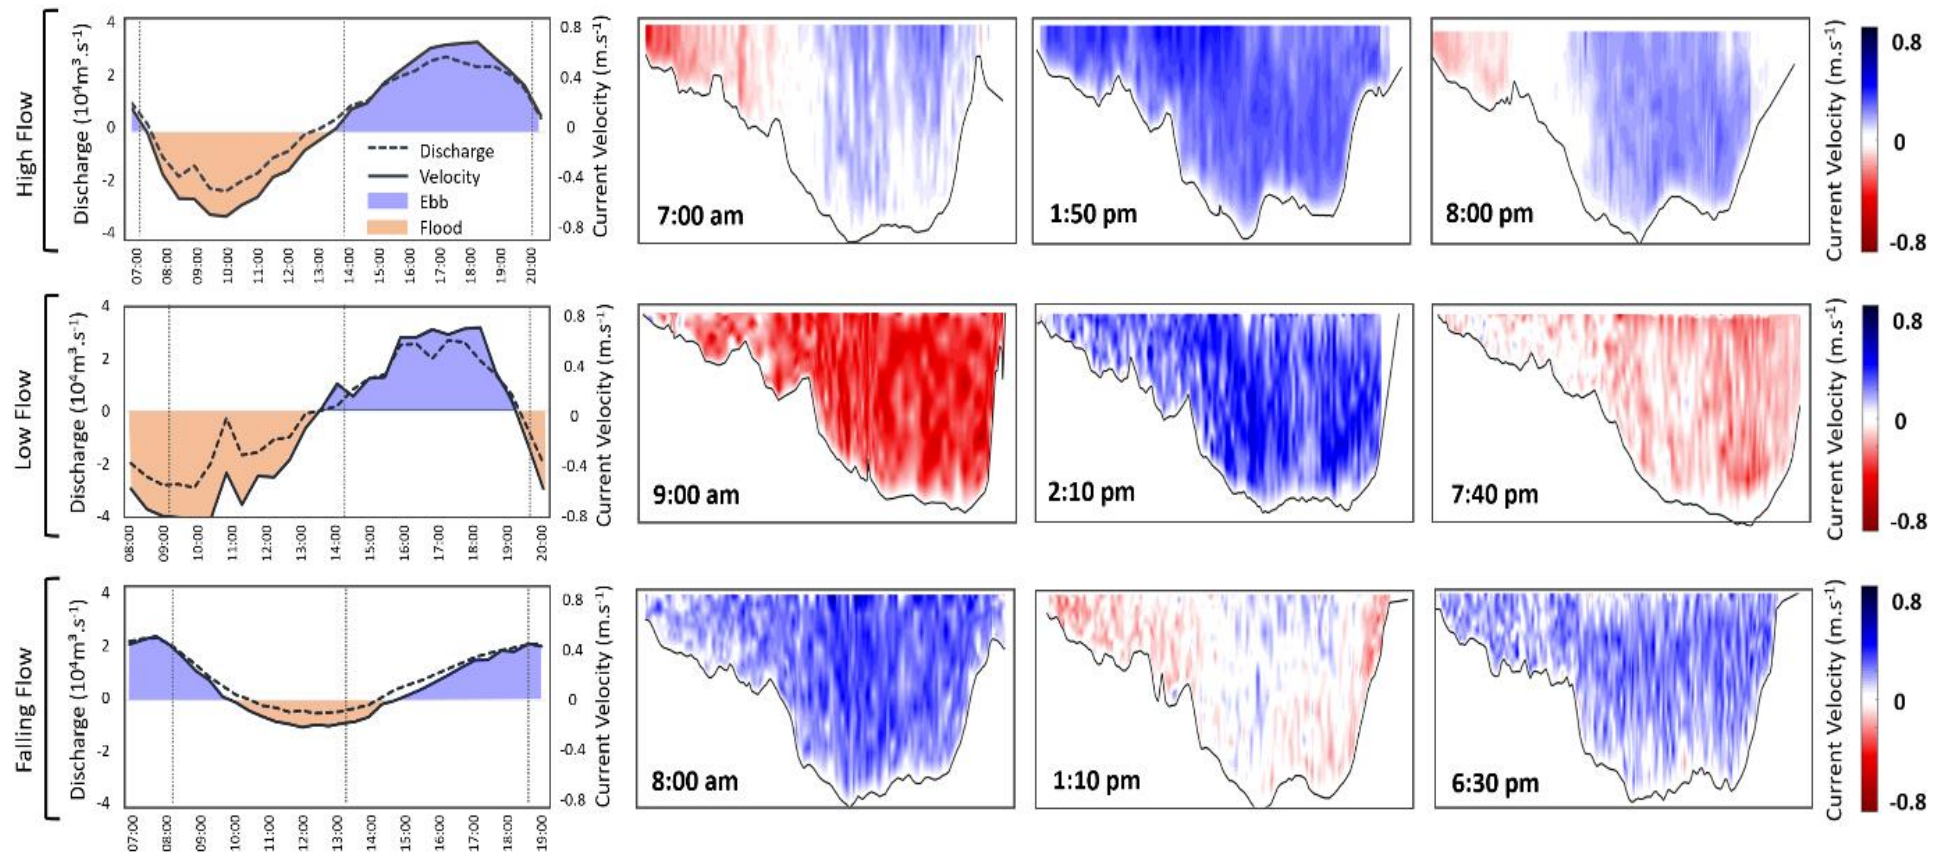 High Flow
Discharge (10⁴m³.s⁻¹)
4
2
0
-2
-4
0.8
0.4
0
-0.4
-0.8
Current Velocity (m.s⁻¹)
Discharge
Velocity
Ebb
Flood
07:00 08:00 09:00 10:00 11:00 12:00 13:00 14:00 15:00 16:00 17:00 18:00 19:00 20:00
7:00 am
1:50 pm
8:00 pm
Current Velocity (m.s⁻¹)
0.8
0
-0.8
Low Flow
Discharge (10⁴m³.s⁻¹)
4
2
0
-2
-4
0.8
0.4
0
-0.4
-0.8
Current Velocity (m.s⁻¹)
08:00 09:00 10:00 11:00 12:00 13:00 14:00 15:00 16:00 17:00 18:00 19:00 20:00
9:00 am
2:10 pm
7:40 pm
Current Velocity (m.s⁻¹)
0.8
0
-0.8
Falling Flow
Discharge (10⁴m³.s⁻¹)
4
2
0
-2
-4
0.8
0.4
0
-0.4
-0.8
Current Velocity (m.s⁻¹)
07:00 08:00 09:00 10:00 11:00 12:00 13:00 14:00 15:00 16:00 17:00 18:00 19:00
8:00 am
1:10 pm
6:30 pm
Current Velocity (m.s⁻¹)
0.8
0
-0.8